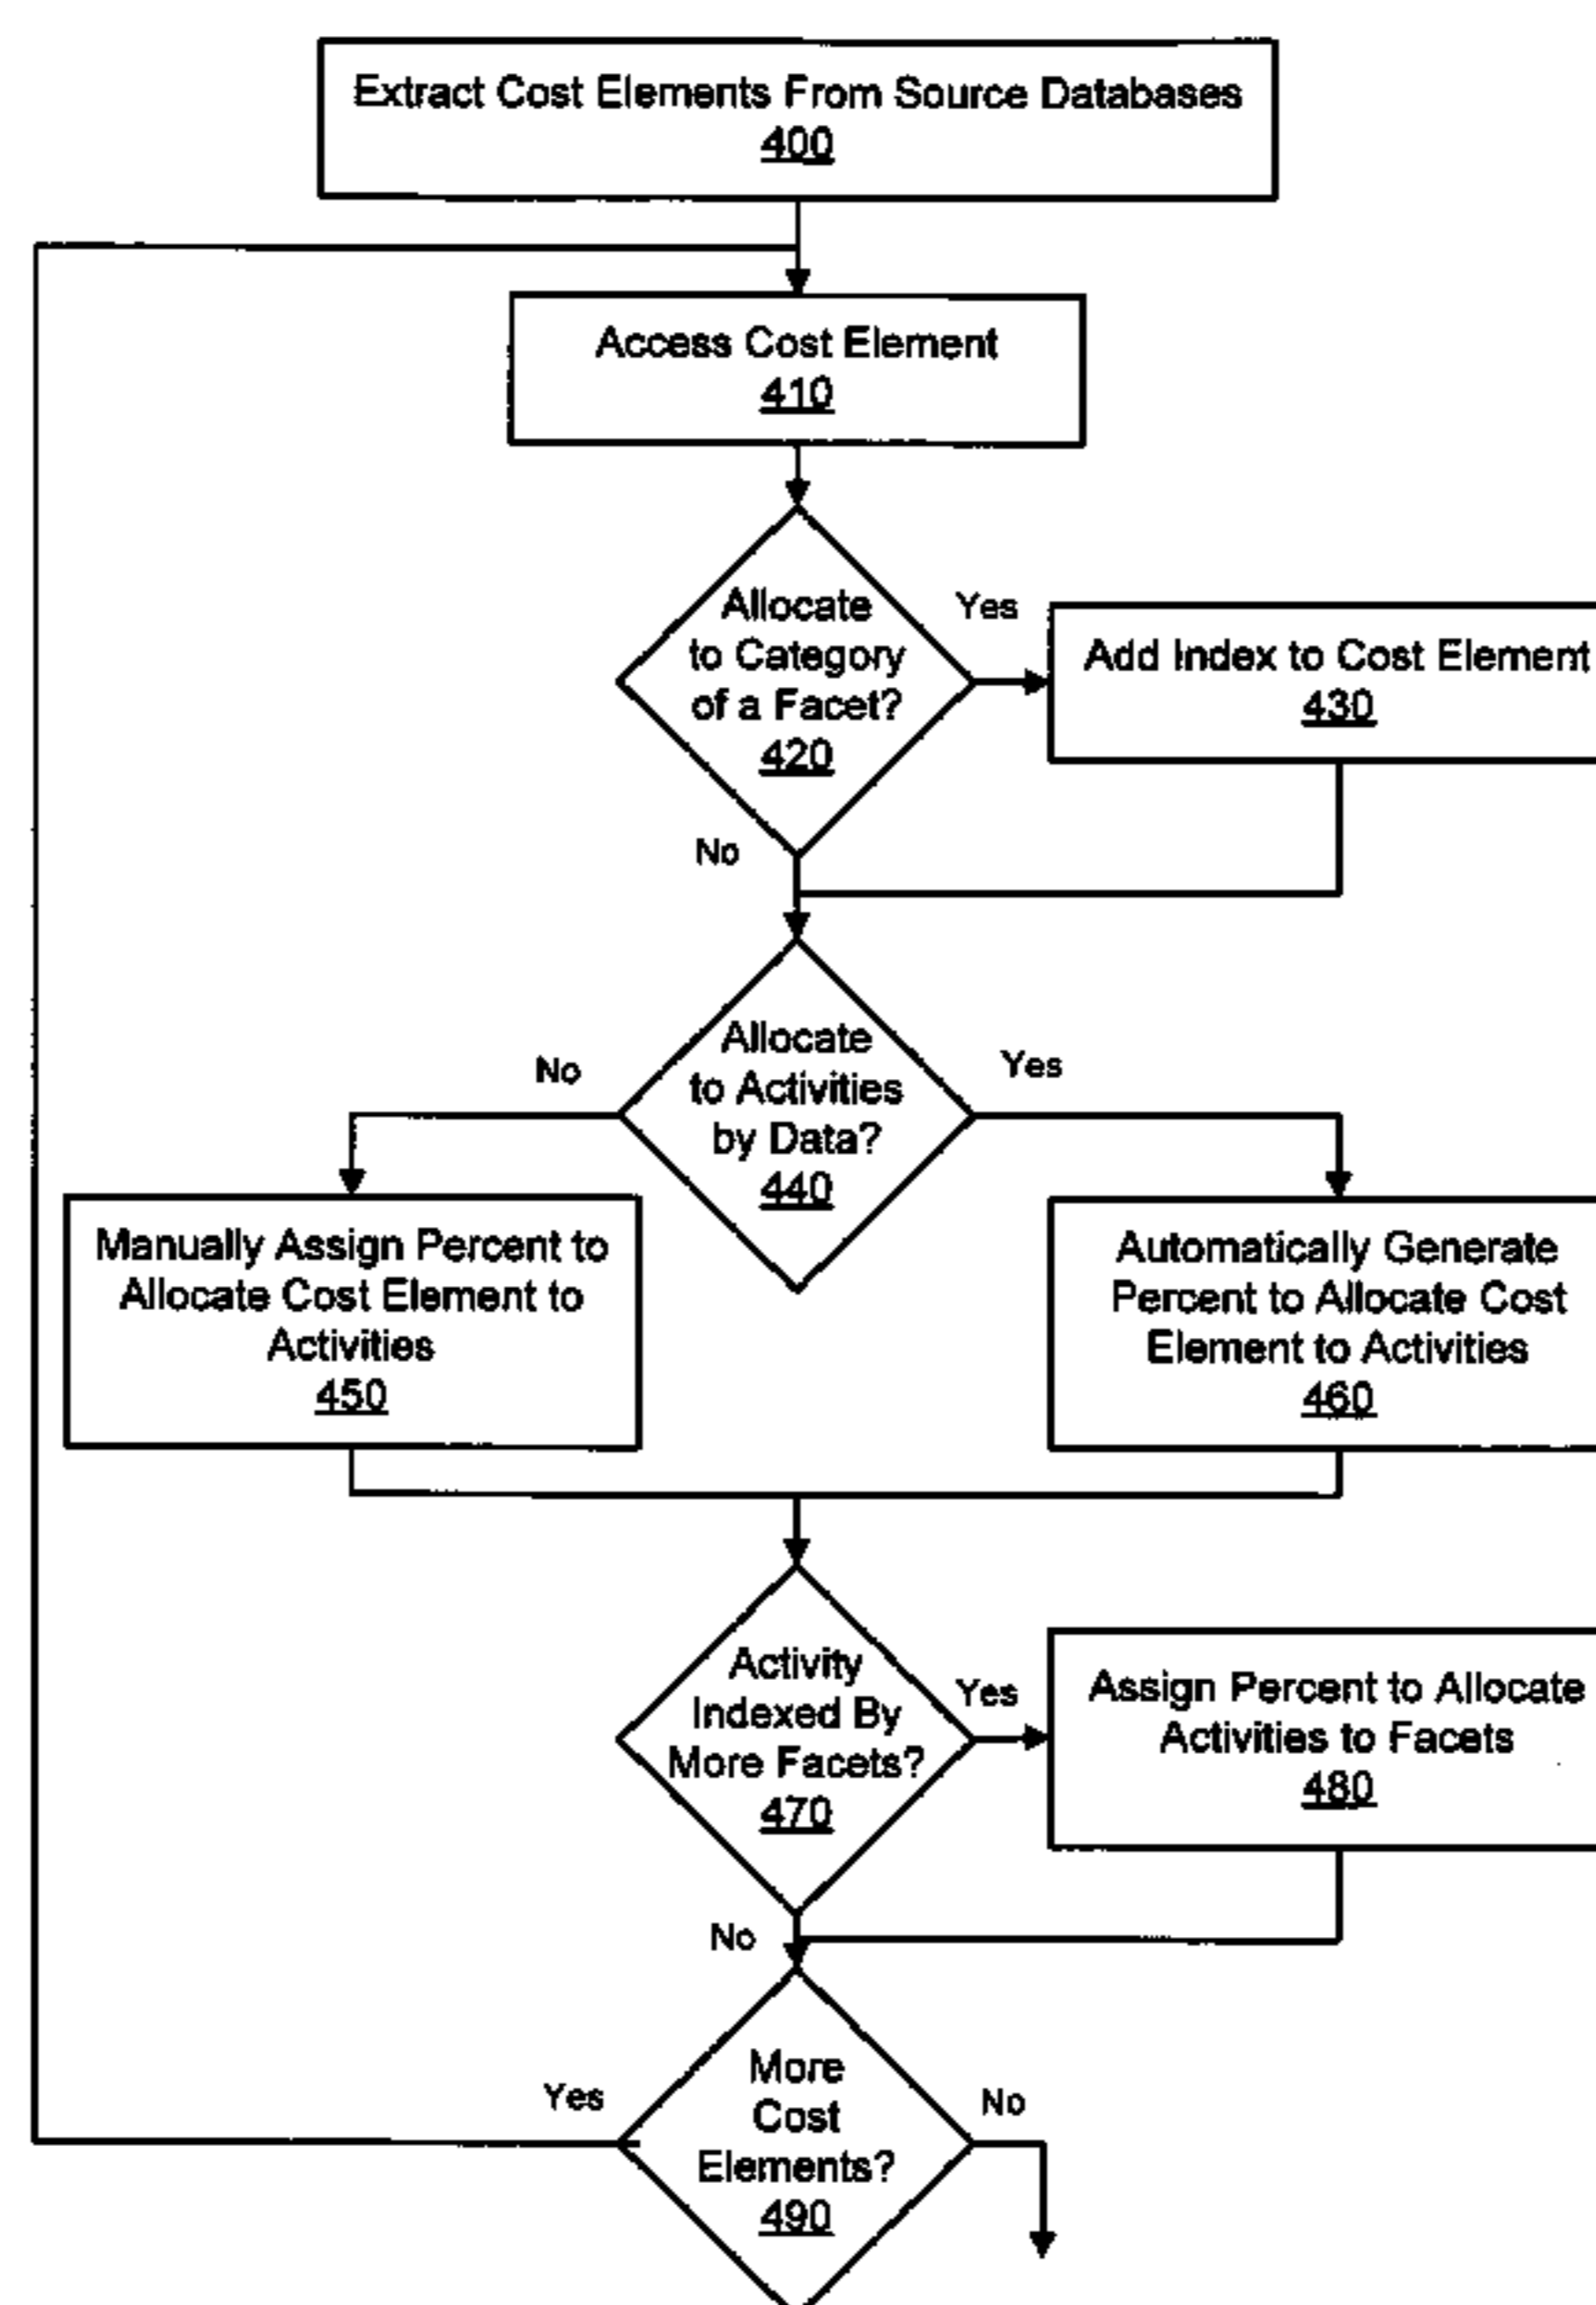 Extract Cost Elements From Source Databases
400
Access Cost Element
410
Allocate
to Category
of a Facet?
420
Yes
Add Index to Cost Element
430
No
Allocate
to Activities
by Data?
440
No
Yes
Manually Assign Percent to
Allocate Cost Element to
Activities
450
Automatically Generate
Percent to Allocate Cost
Element to Activities
460
Activity
Indexed By
More Facets?
470
Yes
Assign Percent to Allocate
Activities to Facets
480
No
More
Cost
Elements?
490
Yes
No